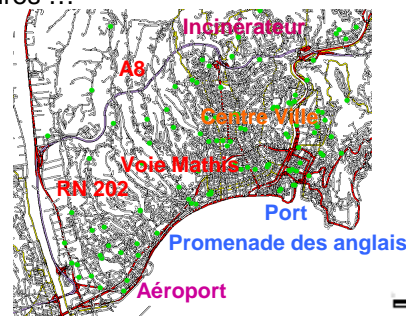 Incinérateur
A8
Centre Ville
Voie Mathis
RN 202
Port
Promenade des anglais
Aéroport